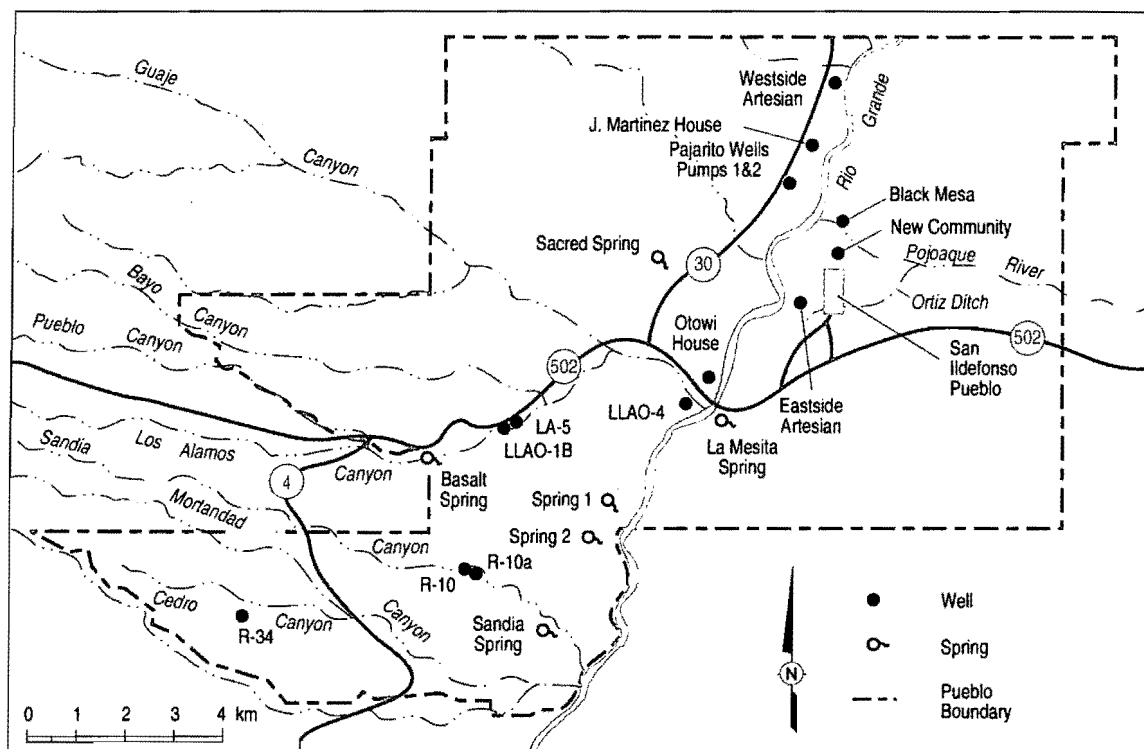 Guaje
Canyon
Westside
Artesian
J. Martinez House
Pajarito Wells
Pumps 1&2
Grande
Rio
Black Mesa
New Community
Pojoaque
River
Ortiz Ditch
Sacred Spring
30
Bayo
Canyon
Pueblo
Canyon
Otowi
House
502
502
San
Ildefonso
Pueblo
LLAO-4
Eastside
Artesian
LA-5
LLAO-1B
La Mesita
Spring
Sandia
Los
Alamos
Canyon
Basalt
Spring
4
Mortandad
Spring 1
Spring 2
Canyon
R-10a
R-10
Cedro
Canyon
Canyon
R-34
Sandia
Spring
Well
Spring
Pueblo
Boundary
N
0 1 2 3 4 km